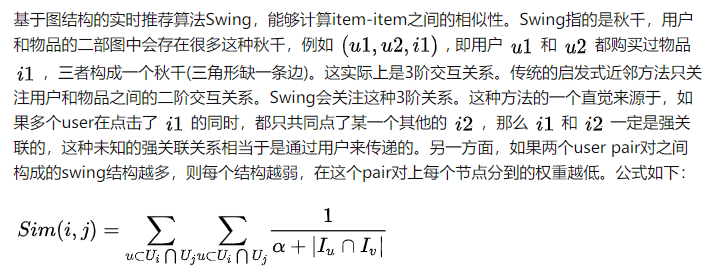 基于图结构的实时推荐算法Swing，能够计算item-item之间的相似性。Swing指的是秋千，用户
和物品的二部图中会存在很多这种秋千，例如 (u1, u2, i1) , 即用户 u1 和 u2 都购买过物品
i1 ，三者构成一个秋千(三角形缺一条边)。这实际上是3阶交互关系。传统的启发式近邻方法只关
注用户和物品之间的二阶交互关系。Swing会关注这种3阶关系。这种方法的一个直觉来源于，如
果多个user在点击了 i1 的同时，都只共同点了某一个其他的 i2 ，那么 i1 和 i2 一定是强关
联的，这种未知的强关联关系相当于是通过用户来传递的。另一方面，如果两个user pair对之间
构成的swing结构越多，则每个结构越弱，在这个pair对上每个节点分到的权重越低。公式如下：
Sim(i, j) = ∑_{u⊂U_i⋂U_j} ∑_{u⊂U_i⋂U_j} 1 / (α + |I_u ∩ I_v|)